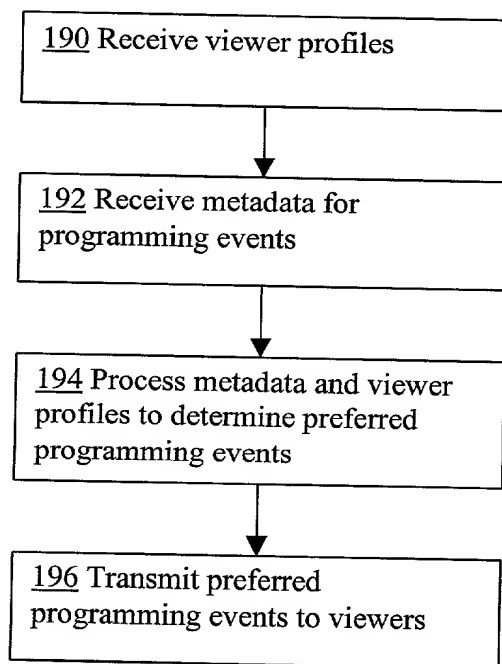 190 Receive viewer profiles
192 Receive metadata for
programming events
194 Process metadata and viewer
profiles to determine preferred
programming events
196 Transmit preferred
programming events to viewers